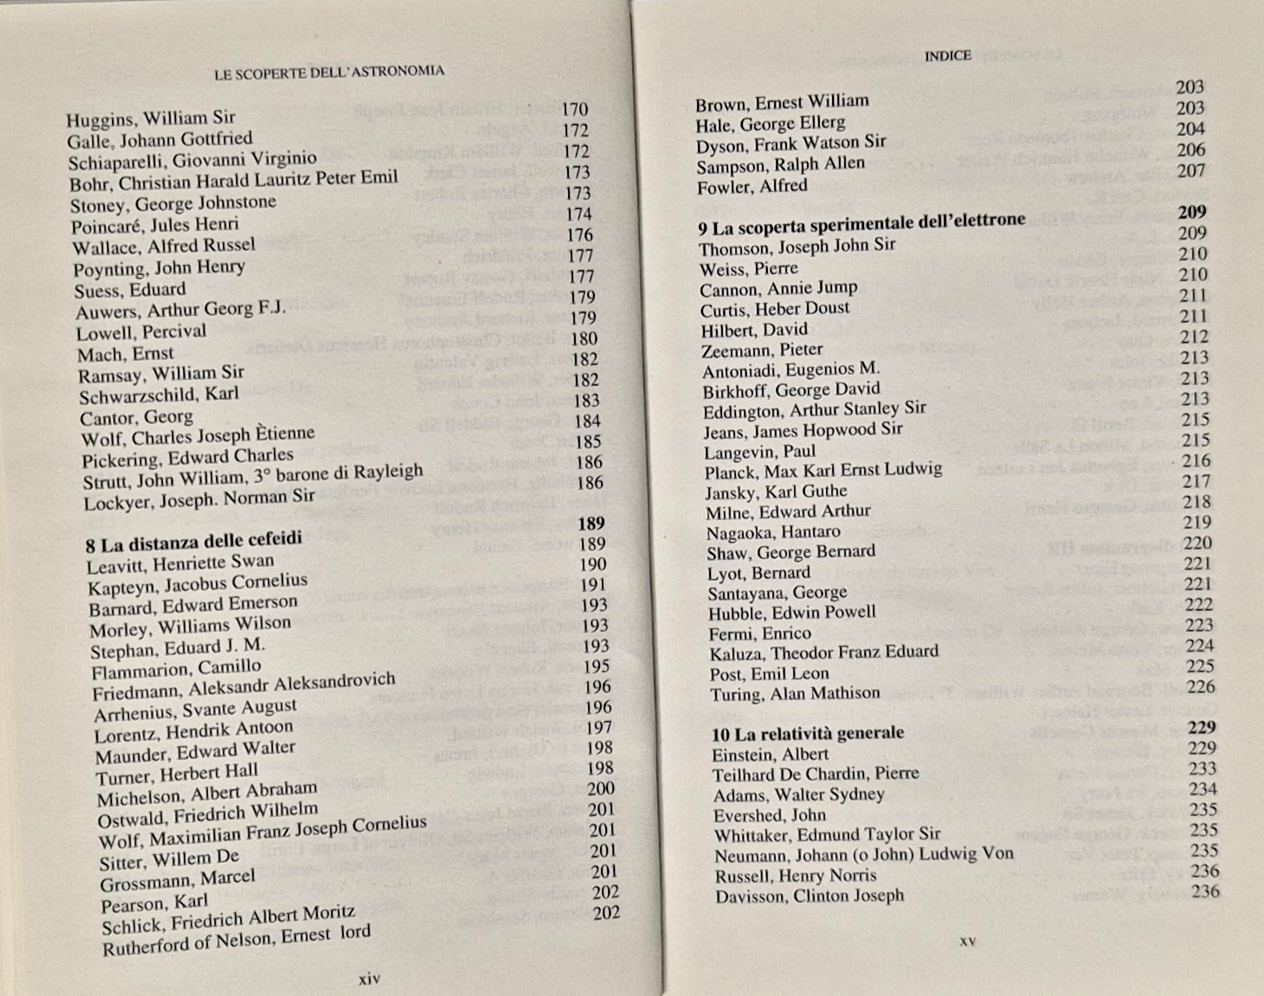 LE SCOPERTE DELL'ASTRONOMIA
Huggins, William Sir 170
Galle, Johann Gottfried 172
Schiaparelli, Giovanni Virginio 172
Bohr, Christian Harald Lauritz Peter Emil 173
Stoney, George Johnstone 173
Poincaré, Jules Henri 174
Wallace, Alfred Russel 176
Poynting, John Henry 177
Suess, Eduard 177
Auwers, Arthur Georg F.J. 179
Lowell, Percival 179
Mach, Ernst 180
Ramsay, William Sir 182
Schwarzschild, Karl 182
Cantor, Georg 183
Wolf, Charles Joseph Ètienne 184
Pickering, Edward Charles 185
Strutt, John William, 3° barone di Rayleigh 186
Lockyer, Joseph. Norman Sir 186
8 La distanza delle cefeidi 189
Leavitt, Henriette Swan 189
Kapteyn, Jacobus Cornelius 190
Barnard, Edward Emerson 191
Morley, Williams Wilson 193
Stephan, Eduard J. M. 193
Flammarion, Camillo 193
Friedmann, Aleksandr Aleksandrovich 195
Arrhenius, Svante August 196
Lorentz, Hendrik Antoon 196
Maunder, Edward Walter 197
Turner, Herbert Hall 198
Michelson, Albert Abraham 198
Ostwald, Friedrich Wilhelm 200
Wolf, Maximilian Franz Joseph Cornelius 201
Sitter, Willem De 201
Grossmann, Marcel 201
Pearson, Karl 201
Schlick, Friedrich Albert Moritz 202
Rutherford of Nelson, Ernest lord 202
xiv
INDICE
Brown, Ernest William 203
Hale, George Ellerg 203
Dyson, Frank Watson Sir 204
Sampson, Ralph Allen 206
Fowler, Alfred 207
9 La scoperta sperimentale dell'elettrone 209
Thomson, Joseph John Sir 209
Weiss, Pierre 210
Cannon, Annie Jump 210
Curtis, Heber Doust 211
Hilbert, David 211
Zeemann, Pieter 212
Antoniadi, Eugenios M. 213
Birkhoff, George David 213
Eddington, Arthur Stanley Sir 213
Jeans, James Hopwood Sir 215
Langevin, Paul 215
Planck, Max Karl Ernst Ludwig 216
Jansky, Karl Guthe 217
Milne, Edward Arthur 218
Nagaoka, Hantaro 219
Shaw, George Bernard 220
Lyot, Bernard 221
Santayana, George 221
Hubble, Edwin Powell 222
Fermi, Enrico 223
Kaluza, Theodor Franz Eduard 224
Post, Emil Leon 225
Turing, Alan Mathison 226
10 La relatività generale 229
Einstein, Albert 229
Teilhard De Chardin, Pierre 233
Adams, Walter Sydney 234
Evershed, John 235
Whittaker, Edmund Taylor Sir 235
Neumann, Johann (o John) Ludwig Von 235
Russell, Henry Norris 236
Davisson, Clinton Joseph 236
xv